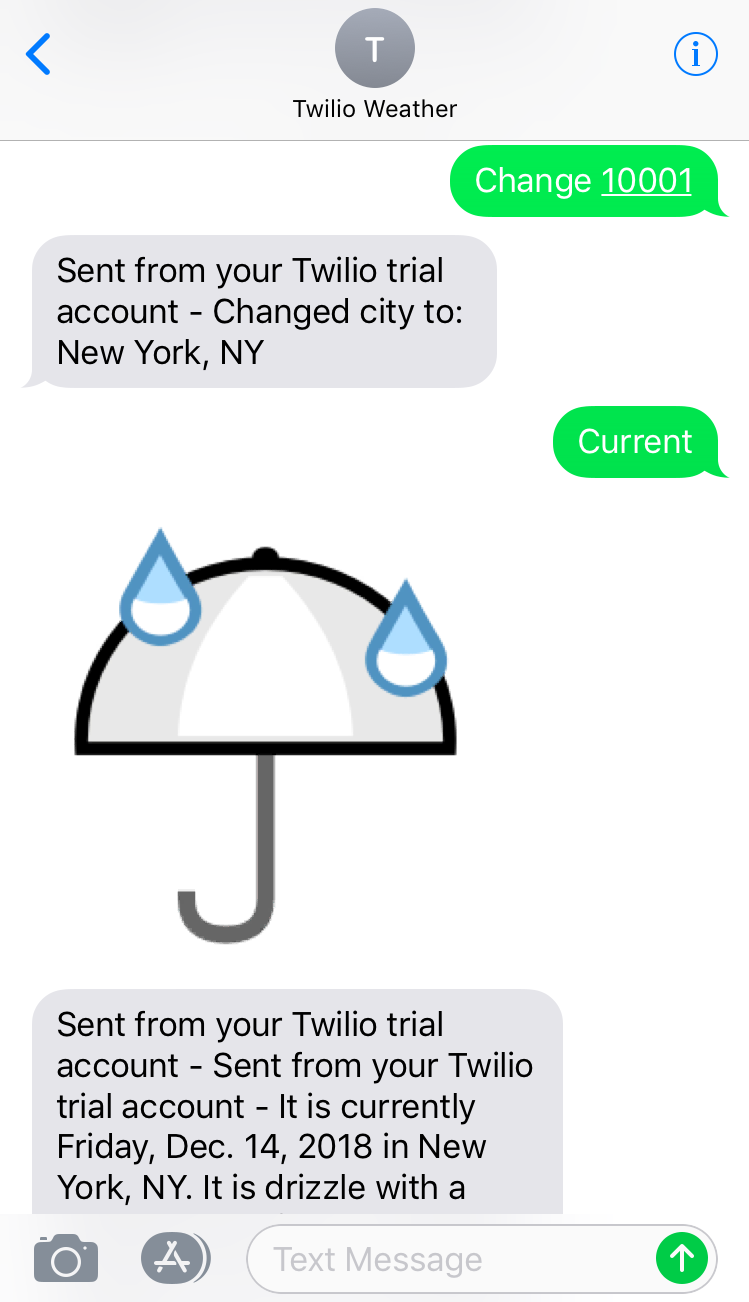 T
Twilio Weather
Change 10001
Sent from your Twilio trial
account - Changed city to:
New York, NY
Current
Sent from your Twilio trial
account - Sent from your Twilio
trial account - It is currently
Friday, Dec. 14, 2018 in New
York, NY. It is drizzle with a
Text Message